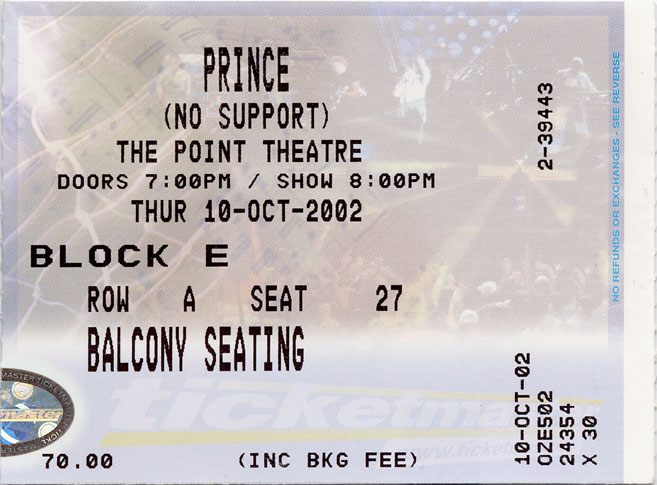 PRINCE
(NO SUPPORT)
THE POINT THEATRE
DOORS 7:00PM / SHOW 8:00PM
THUR 10-OCT-2002
BLOCK E
ROW A SEAT 27
BALCONY SEATING
70.00 (INC BKG FEE)
2-39443
10-OCT-02
OZE502
24354
X 30
NO REFUNDS OR EXCHANGES - SEE REVERSE
MASTER TICKETMASTER